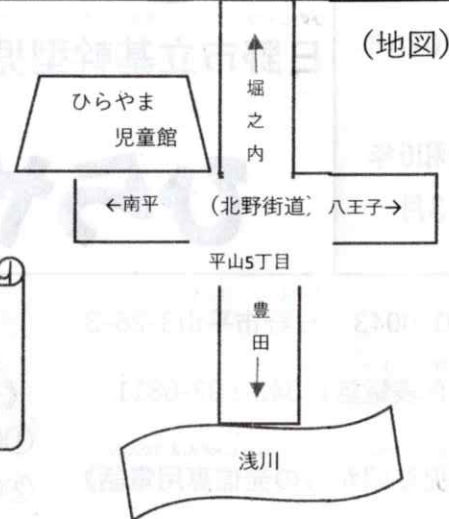 （地図）
ひらやま
児童館
堀之内
←南平
（北野街道）
八王子→
平山5丁目
豊田
浅川